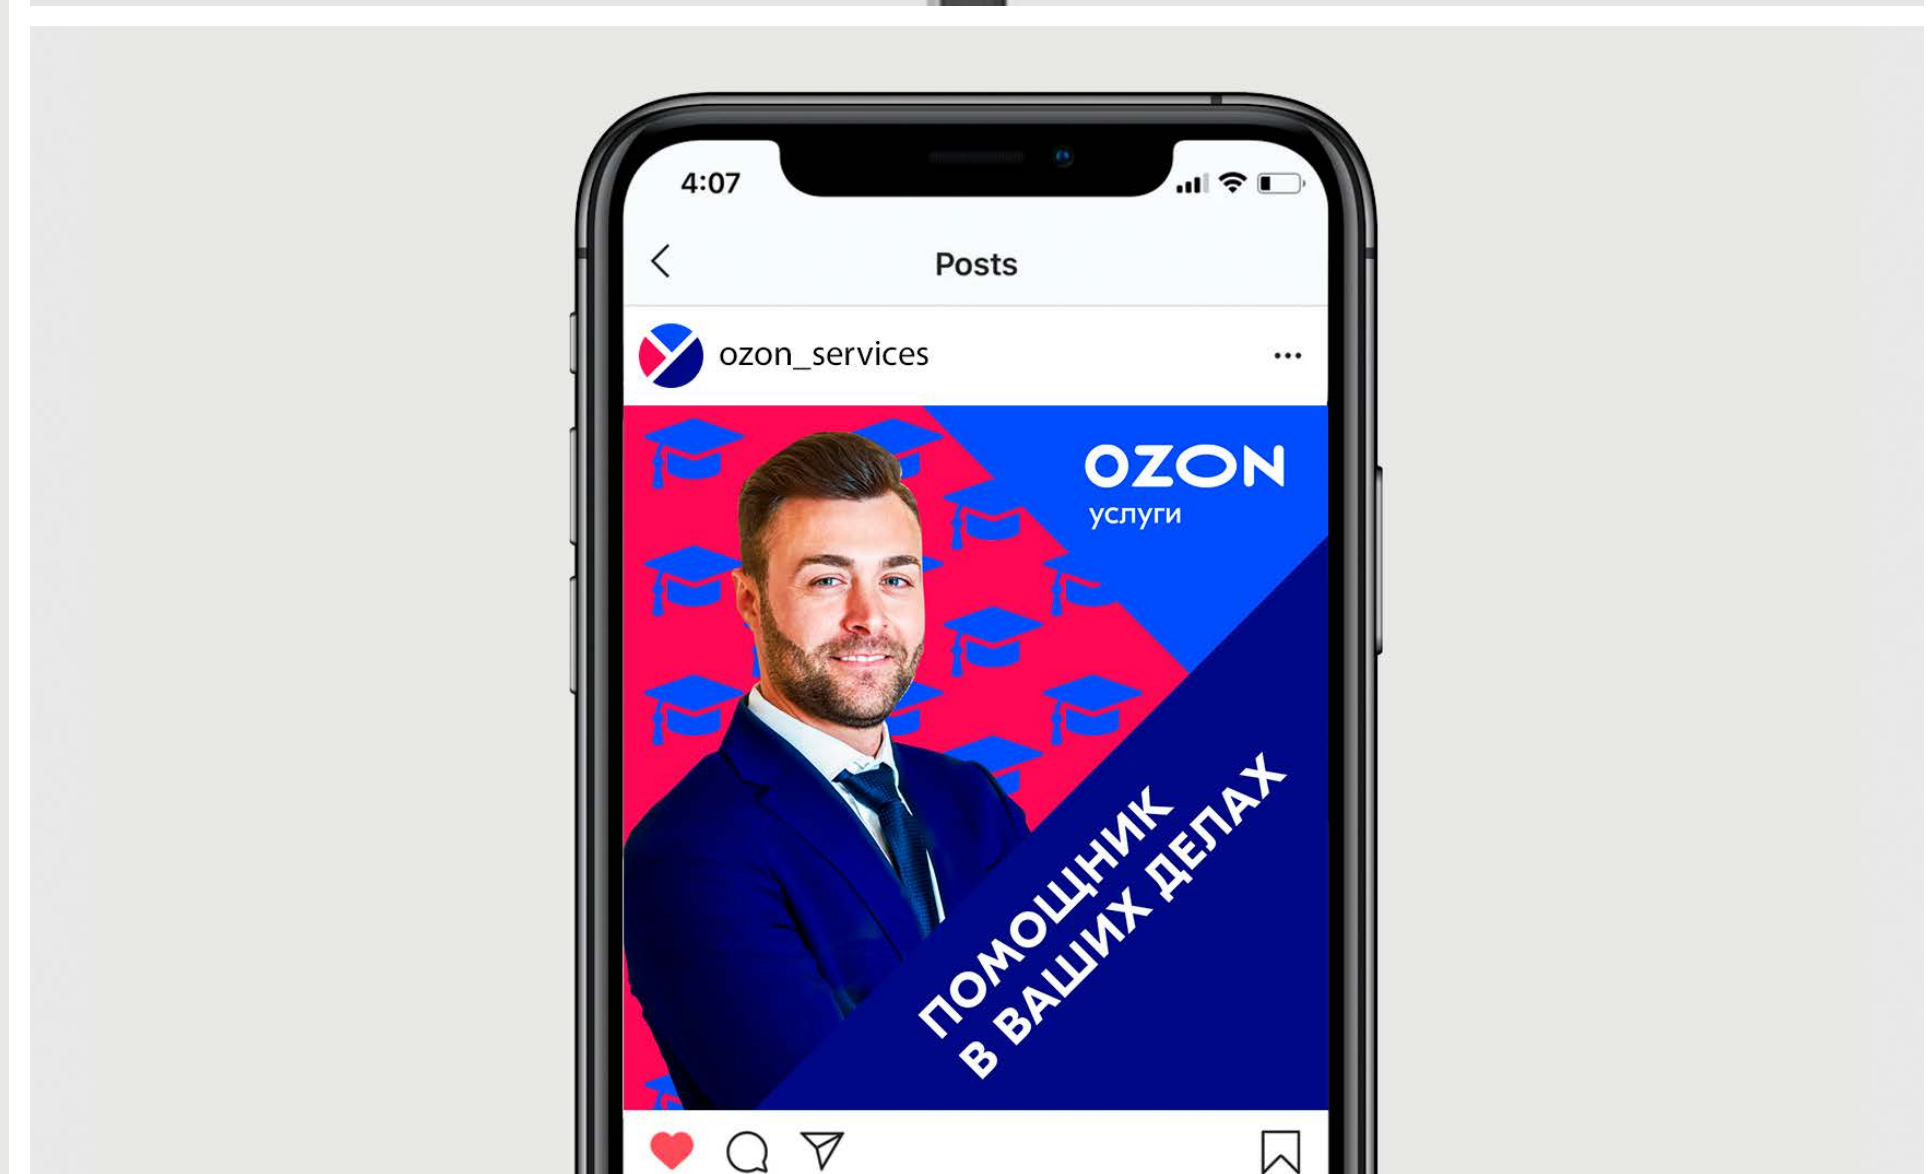 4:07
Posts
ozon_services
OZON
услуги
ПОМОЩНИК
В ВАШИХ ДЕЛАХ